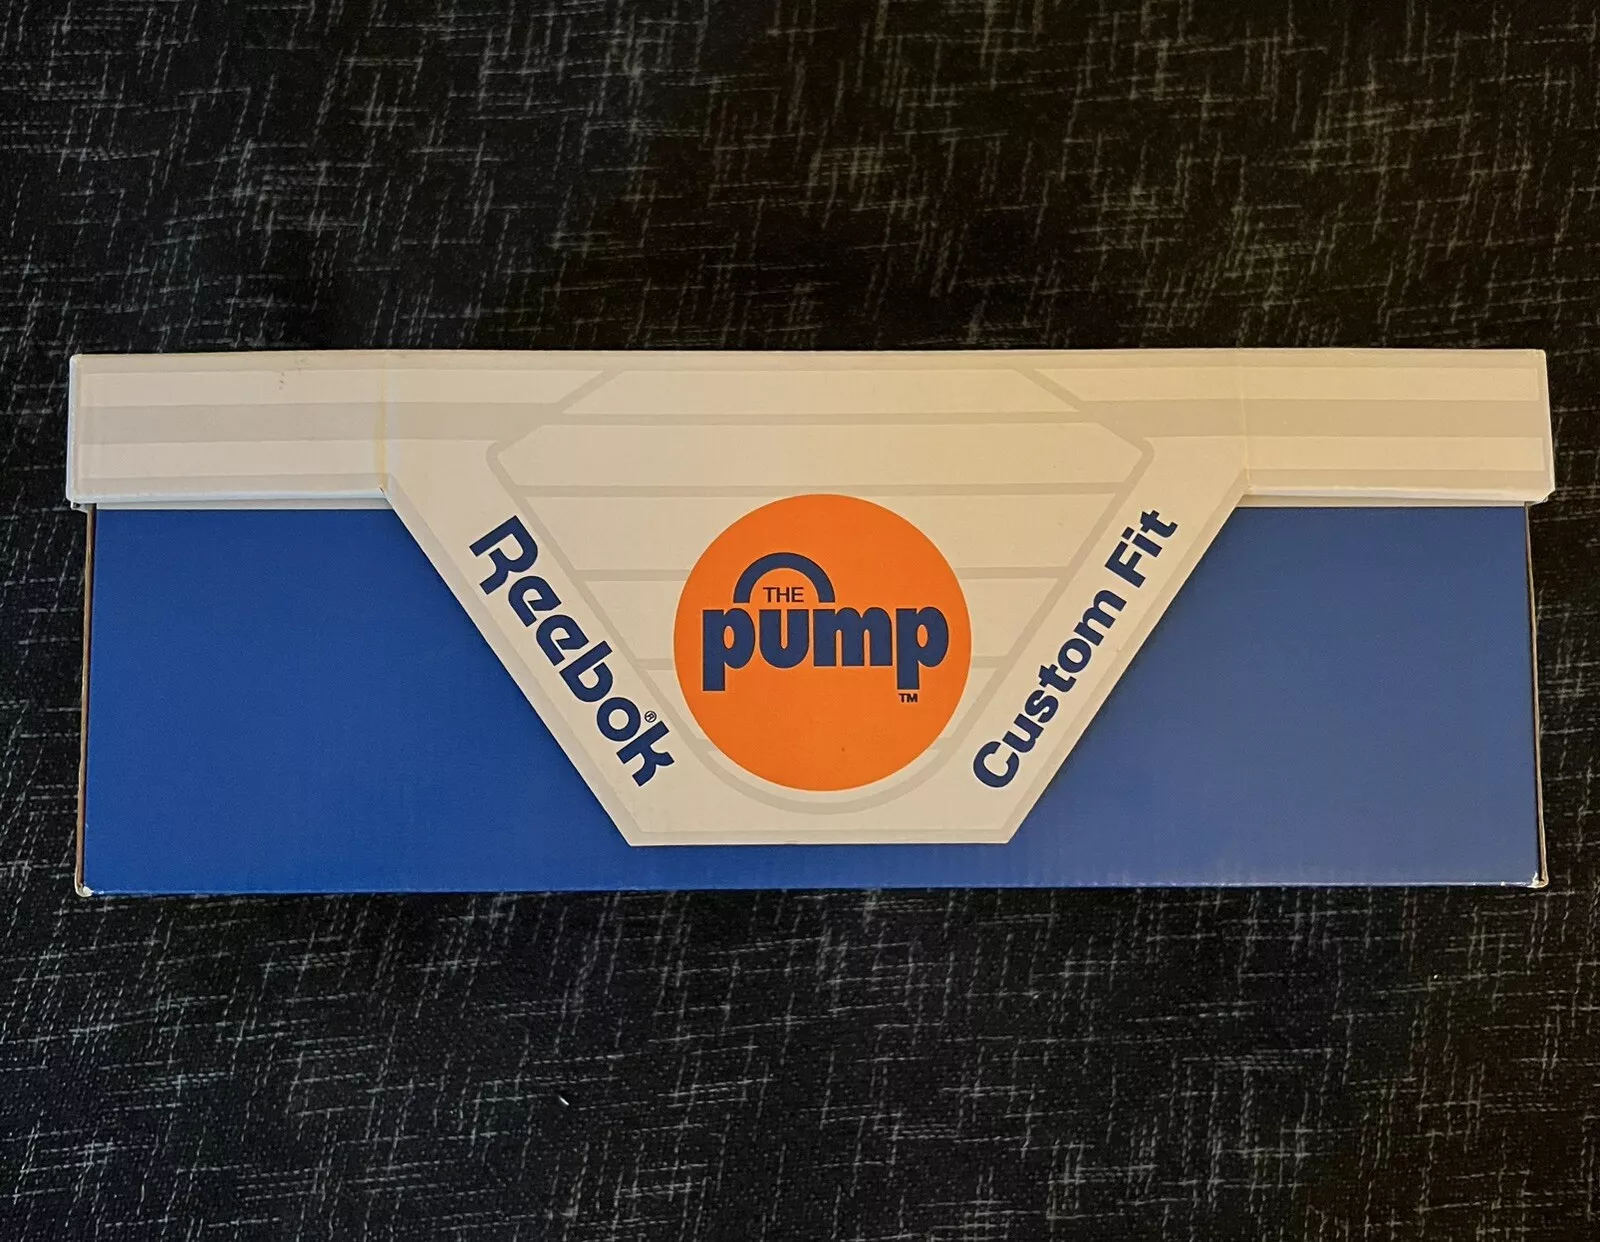 Reebok®
THE
pump
TM
Custom Fit